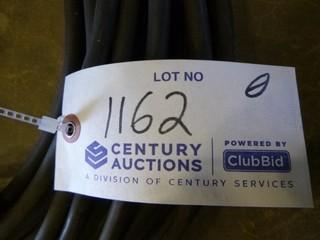 LOT NO
1162
CENTURY
AUCTIONS
POWERED BY
ClubBid
A DIVISION OF CENTURY SERVICES